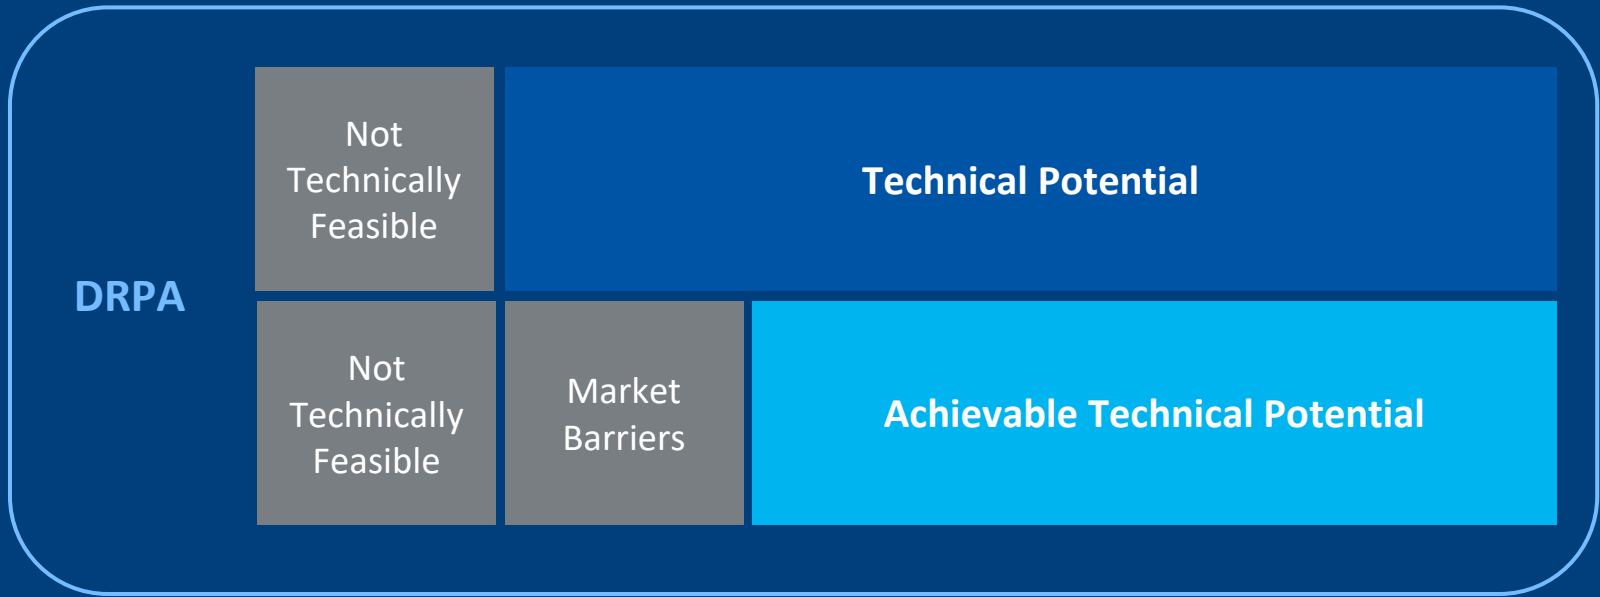 DRPA
Not
Technically
Feasible
Technical Potential
Not
Technically
Feasible
Market
Barriers
Achievable Technical Potential